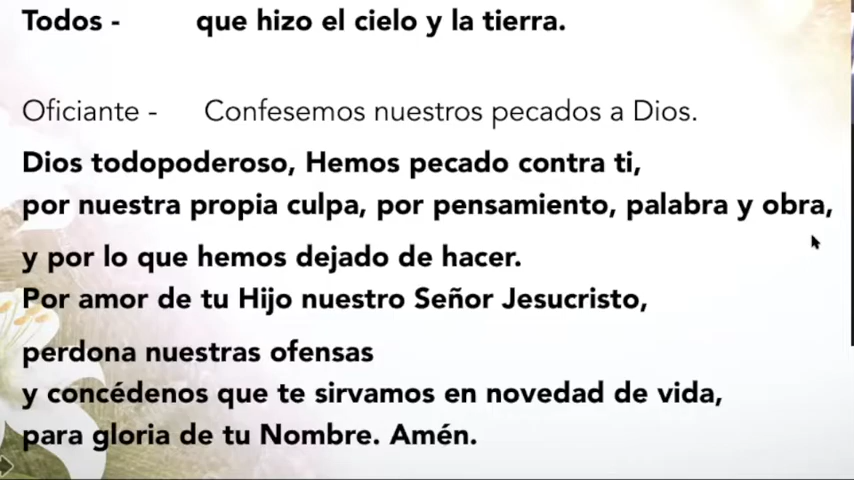 Todos - que hizo el cielo y la tierra.
Oficiante - Confesemos nuestros pecados a Dios.
Dios todopoderoso, Hemos pecado contra ti,
por nuestra propia culpa, por pensamiento, palabra y obra,
y por lo que hemos dejado de hacer.
Por amor de tu Hijo nuestro Señor Jesucristo,
perdona nuestras ofensas
y concédenos que te sirvamos en novedad de vida,
para gloria de tu Nombre. Amén.